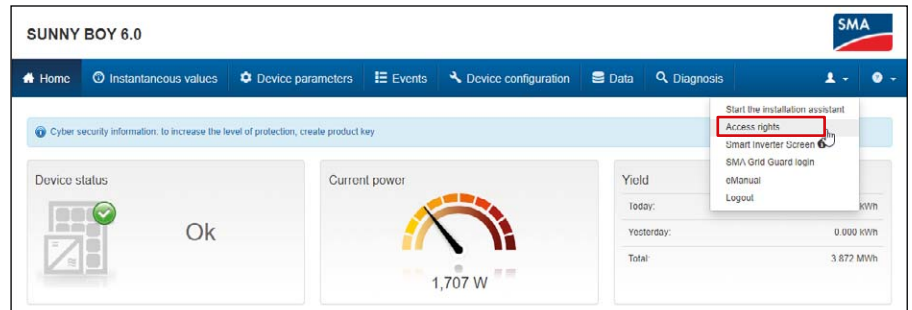 SUNNY BOY 6.0
SMA
Home Instantaneous values Device parameters Events Device configuration Data Diagnosis
Start the installation assistant
Access rights
Smart Inverter Screen
SMA Grid Guard login
eManual
Logout
Cyber security information: to increase the level of protection, create product key
Device status
Ok
Current power
1,707 W
Yield
Today: kWh
Yesterday: 0.000 kWh
Total: 3.872 MWh